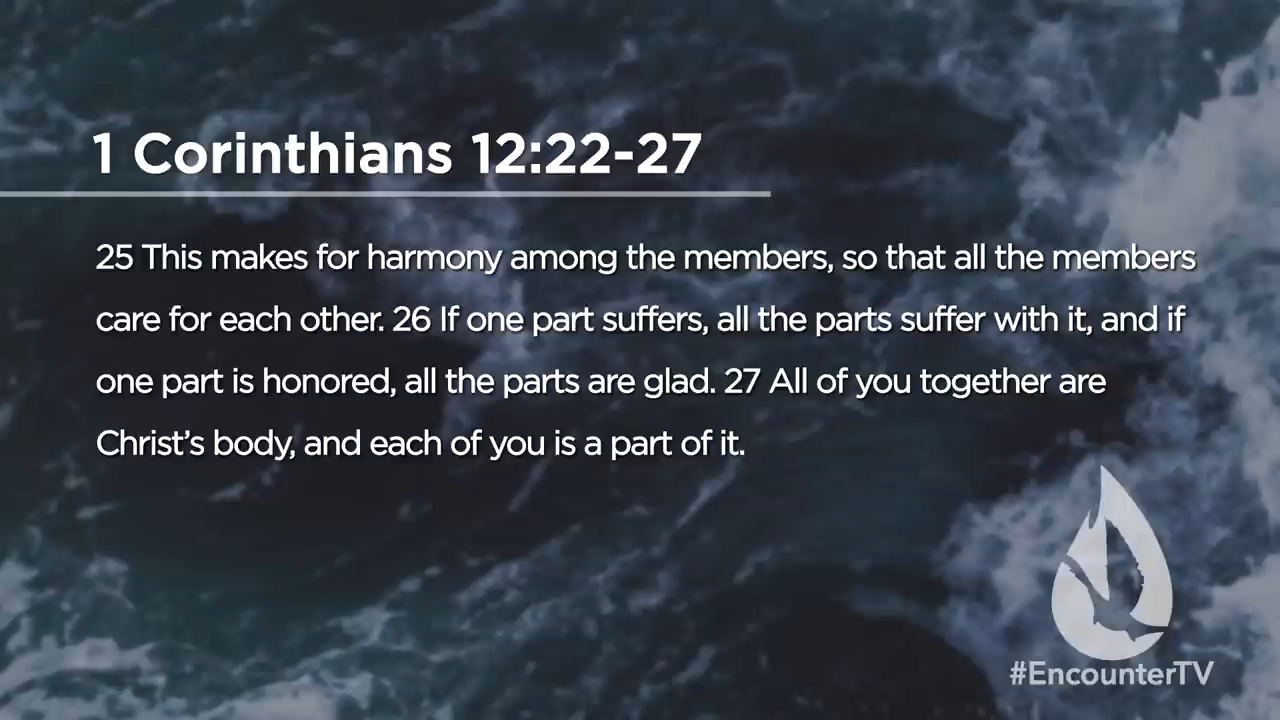 1 Corinthians 12:22-27
25 This makes for harmony among the members, so that all the members
care for each other. 26 If one part suffers, all the parts suffer with it, and if
one part is honored, all the parts are glad. 27 All of you together are
Christ's body, and each of you is a part of it.
#EncounterTV